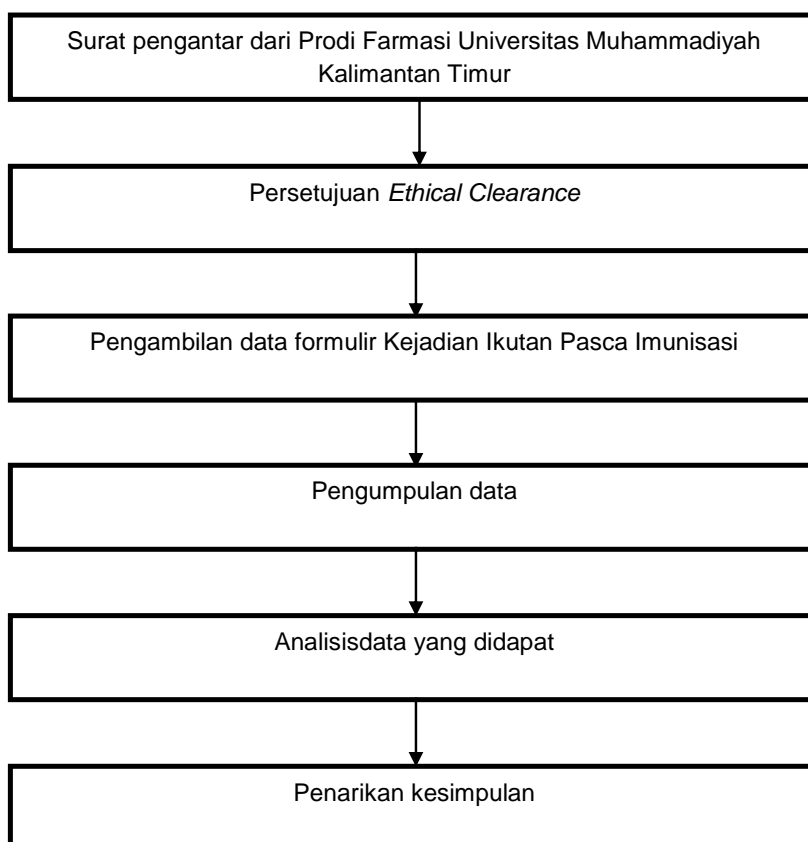 Surat pengantar dari Prodi Farmasi Universitas Muhammadiyah
Kalimantan Timur
Persetujuan Ethical Clearance
Pengambilan data formulir Kejadian Ikutan Pasca Imunisasi
Pengumpulan data
Analisisdata yang didapat
Penarikan kesimpulan